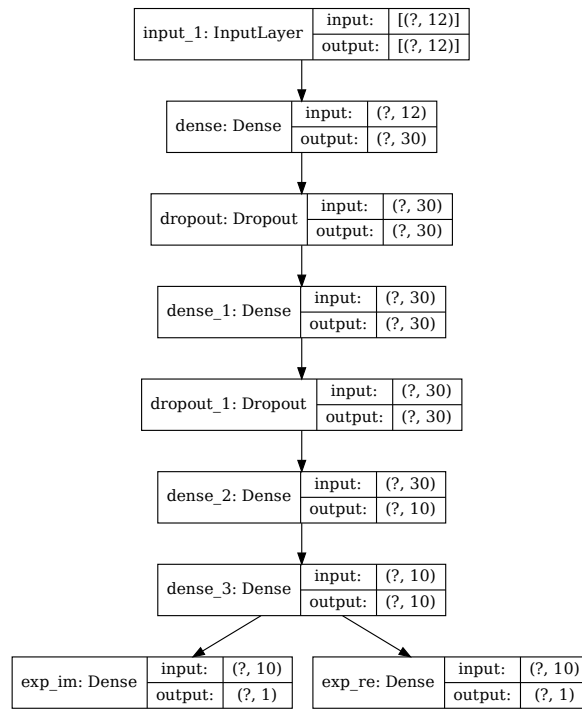 input_1: InputLayer input: [(?, 12)]
output: [(?, 12)]
dense: Dense input: (?, 12)
output: (?, 30)
dropout: Dropout input: (?, 30)
output: (?, 30)
dense_1: Dense input: (?, 30)
output: (?, 30)
dropout_1: Dropout input: (?, 30)
output: (?, 30)
dense_2: Dense input: (?, 30)
output: (?, 10)
dense_3: Dense input: (?, 10)
output: (?, 10)
exp_im: Dense input: (?, 10)
output: (?, 1)
exp_re: Dense input: (?, 10)
output: (?, 1)